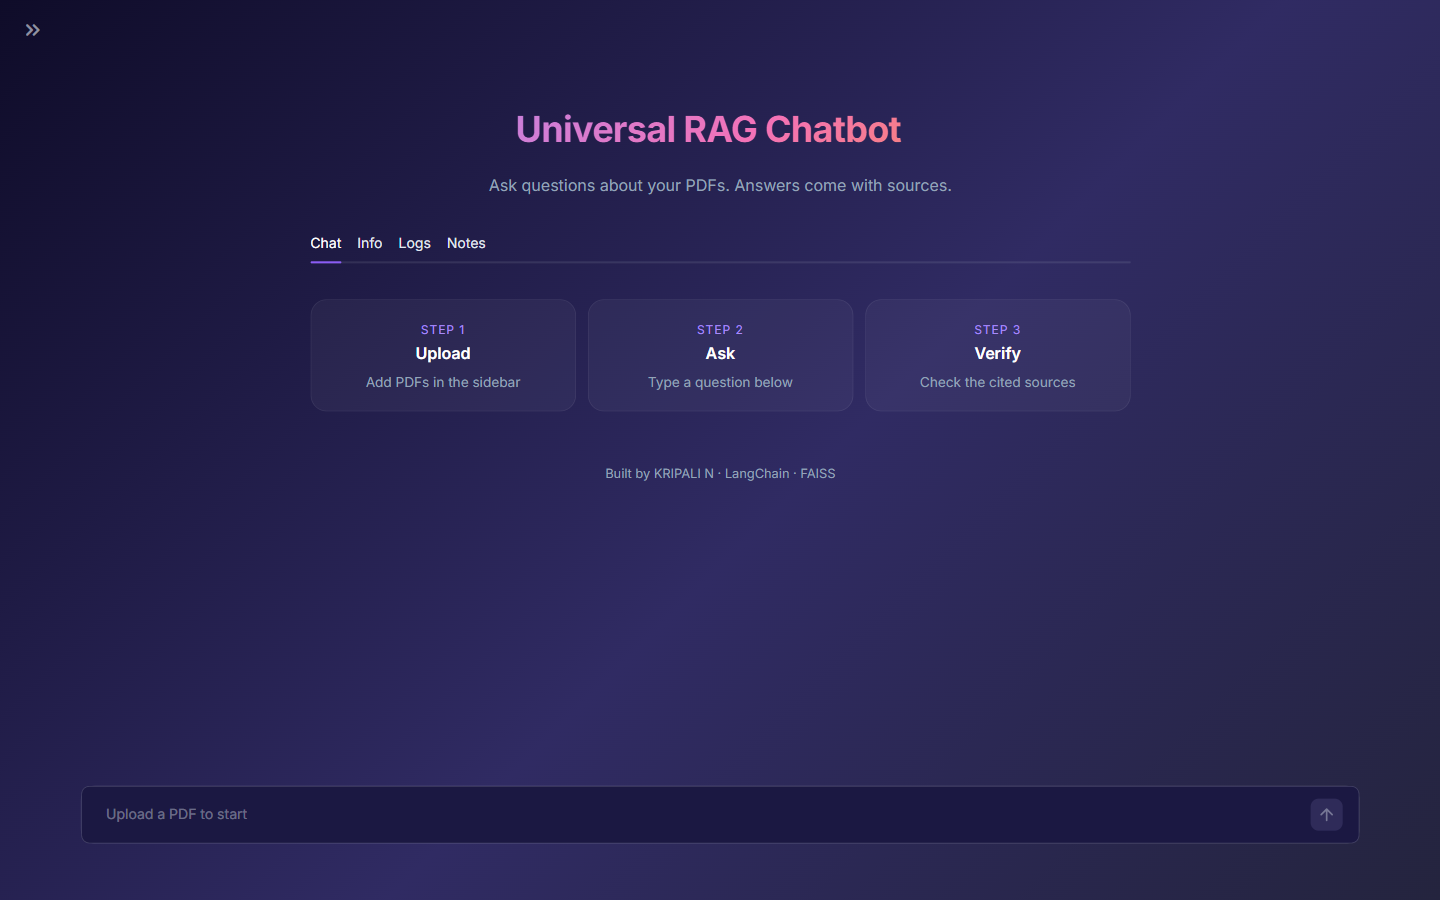 Universal RAG Chatbot
Ask questions about your PDFs. Answers come with sources.
Chat Info Logs Notes
STEP 1
Upload
Add PDFs in the sidebar
STEP 2
Ask
Type a question below
STEP 3
Verify
Check the cited sources
Built by KRIPALI N · LangChain · FAISS
Upload a PDF to start